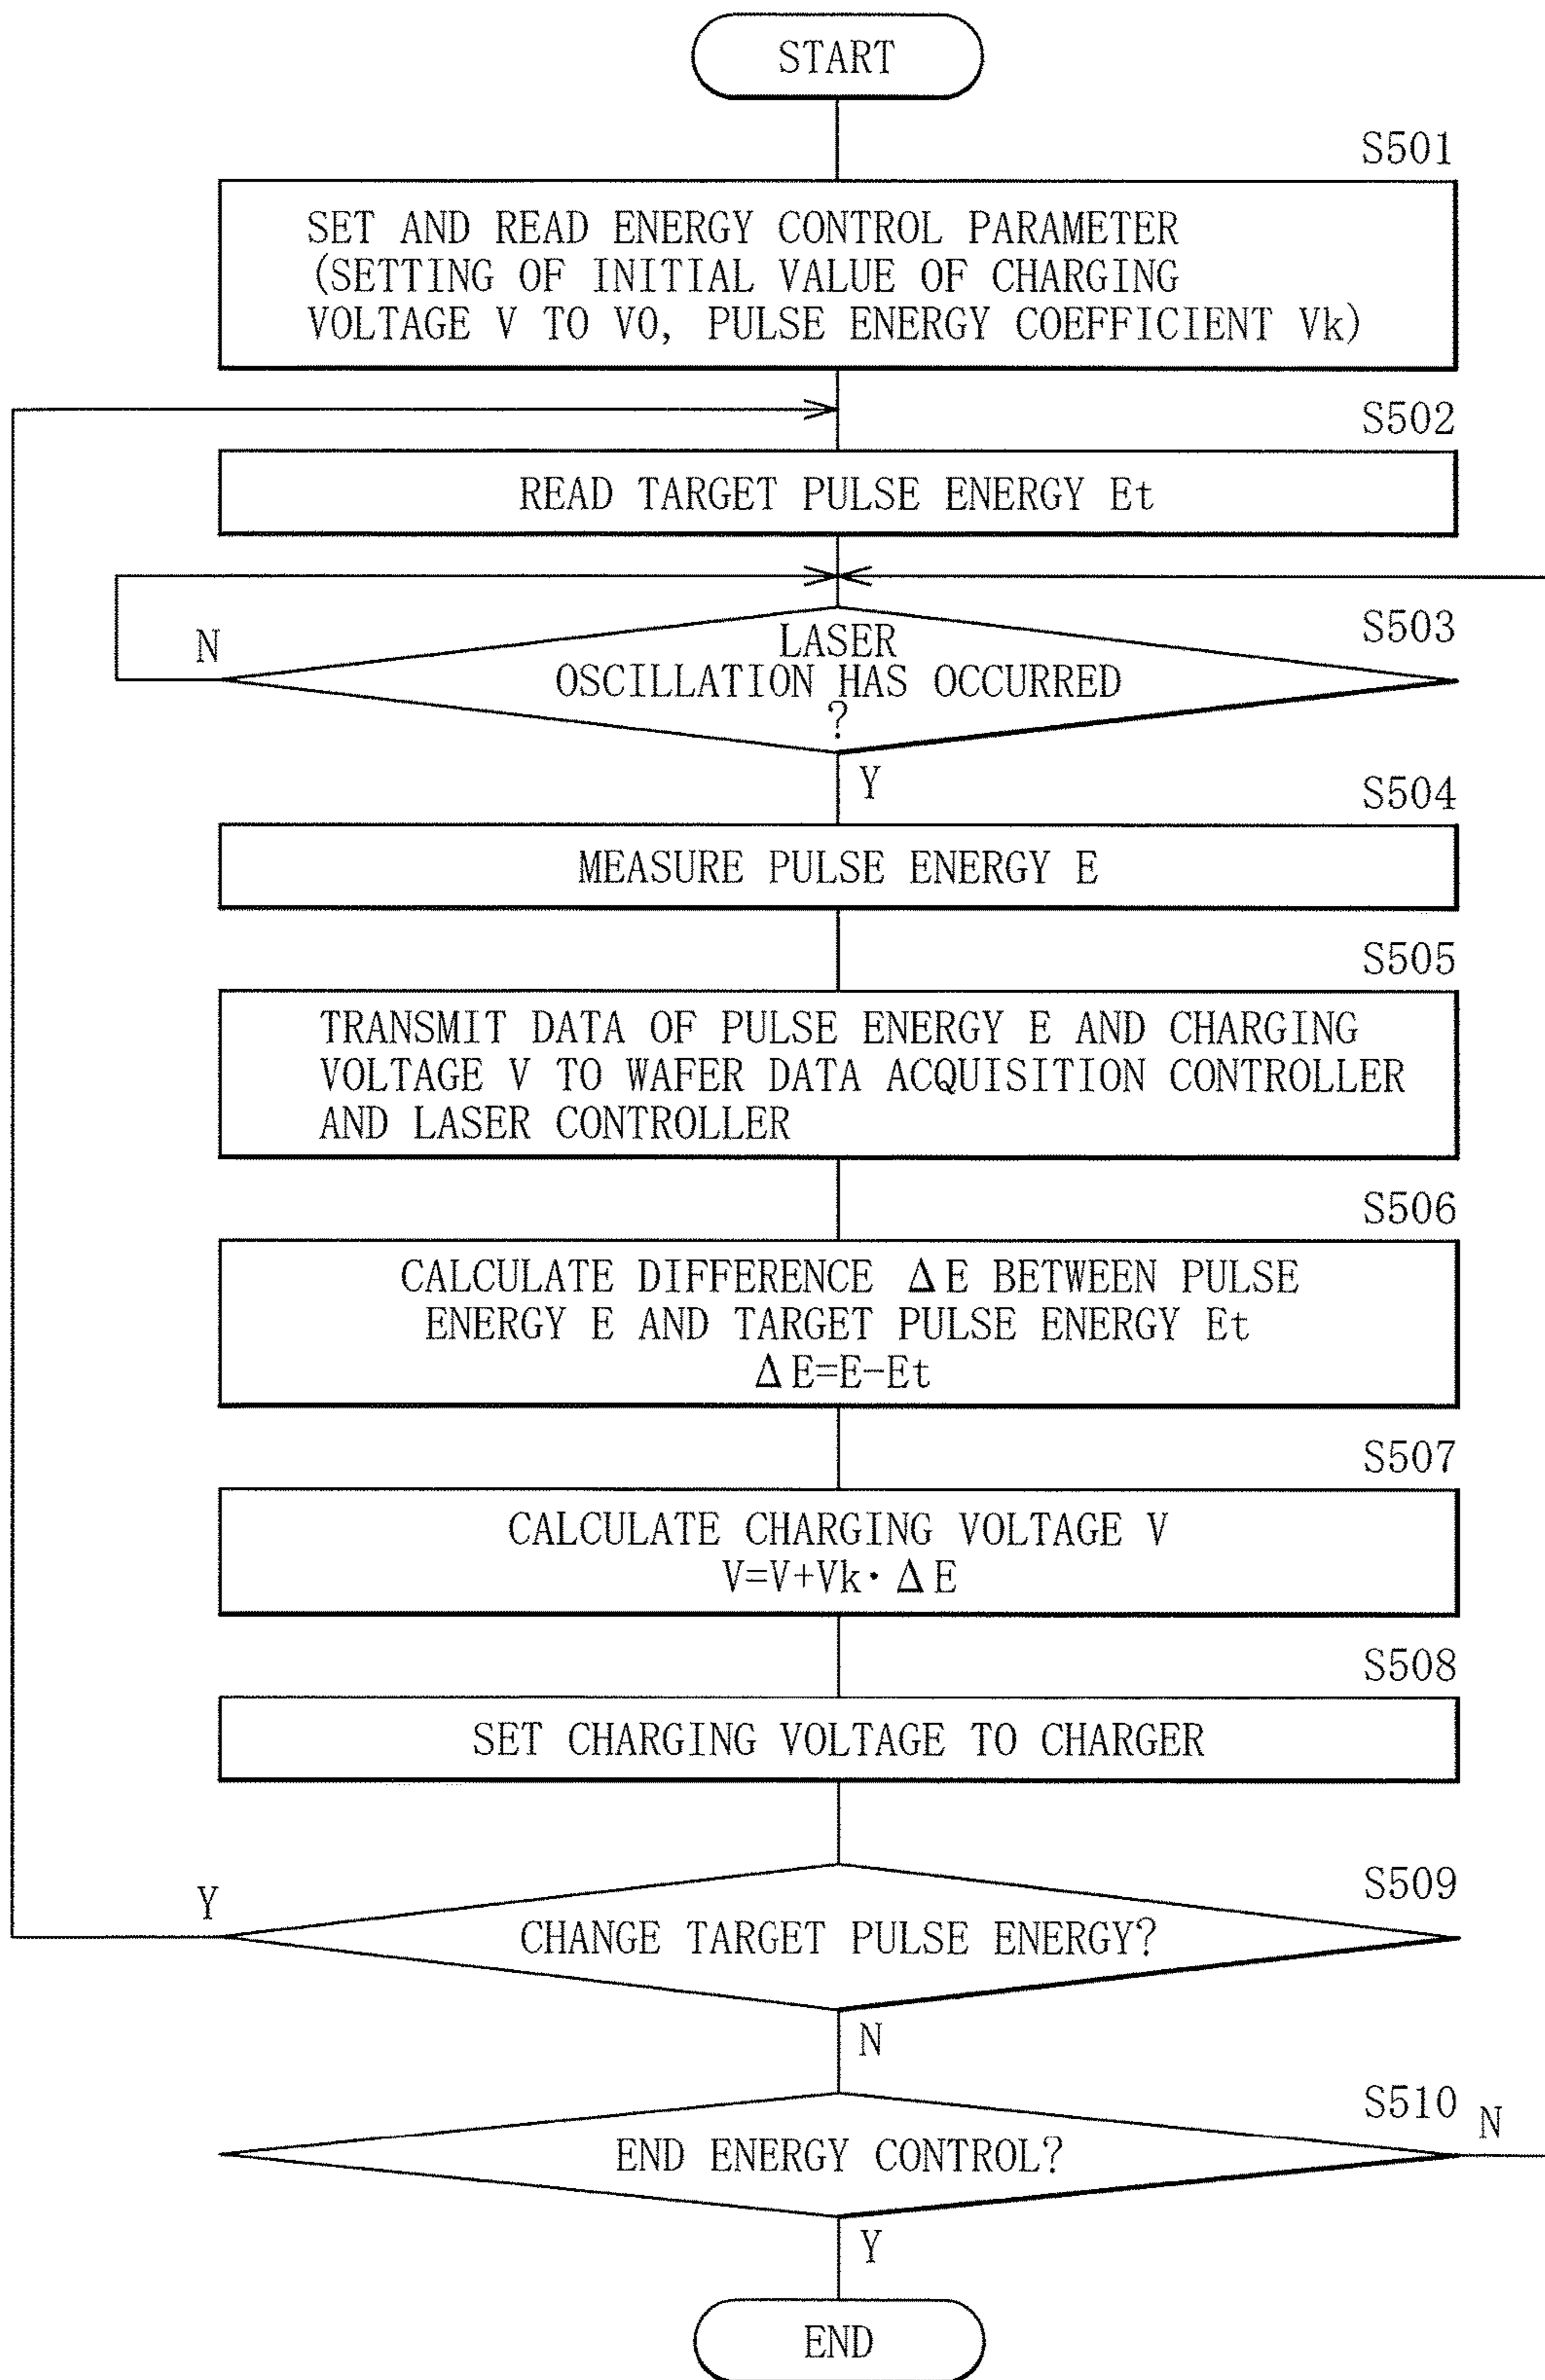 START
S501
SET AND READ ENERGY CONTROL PARAMETER
(SETTING OF INITIAL VALUE OF CHARGING
VOLTAGE V TO V0, PULSE ENERGY COEFFICIENT Vk)
S502
READ TARGET PULSE ENERGY Et
S503
N
LASER
OSCILLATION HAS OCCURRED
?
Y
S504
MEASURE PULSE ENERGY E
S505
TRANSMIT DATA OF PULSE ENERGY E AND CHARGING
VOLTAGE V TO WAFER DATA ACQUISITION CONTROLLER
AND LASER CONTROLLER
S506
CALCULATE DIFFERENCE ΔE BETWEEN PULSE
ENERGY E AND TARGET PULSE ENERGY Et
ΔE=E-Et
S507
CALCULATE CHARGING VOLTAGE V
V=V+Vk・ΔE
S508
SET CHARGING VOLTAGE TO CHARGER
S509
Y
CHANGE TARGET PULSE ENERGY?
N
S510
N
END ENERGY CONTROL?
Y
END